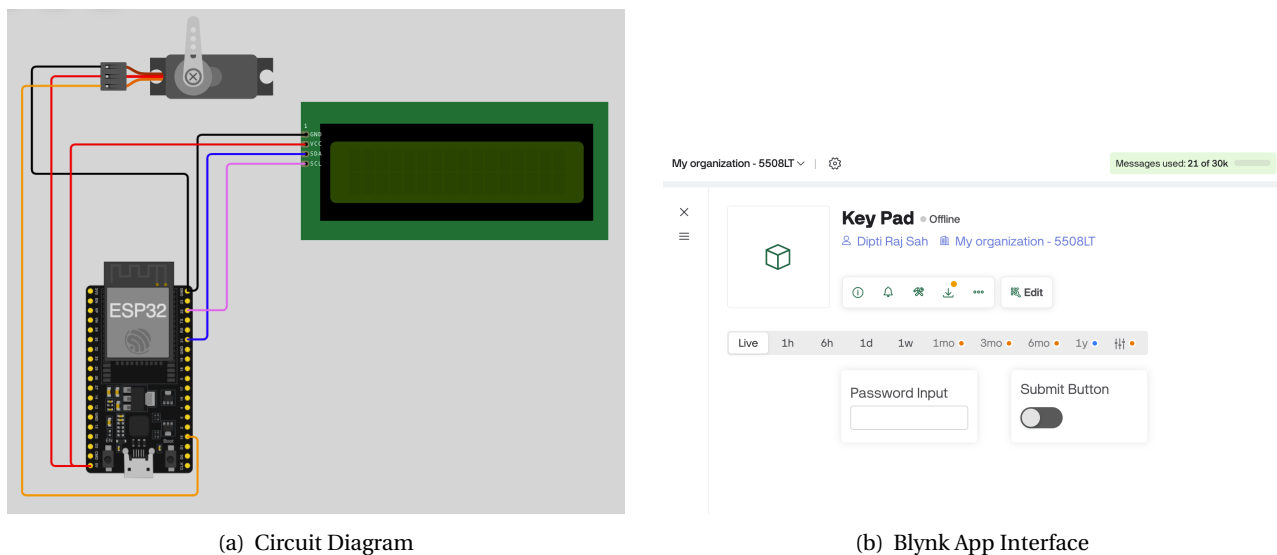 1
GND
VCC
SDA
SCL
ESP32
(a) Circuit Diagram
My organization - 5508LT
Messages used: 21 of 30k
Key Pad Offline
Dipti Raj Sah My organization - 5508LT
Edit
Live 1h 6h 1d 1w 1mo 3mo 6mo 1y
Password Input
Submit Button
(b) Blynk App Interface